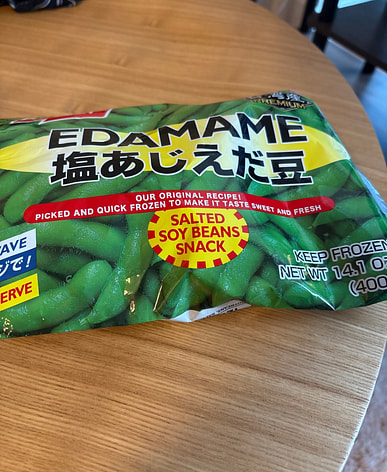 PREMIUM
EDAMAME
塩あじえだ豆
OUR ORIGINAL RECIPE!
PICKED AND QUICK FROZEN TO MAKE IT TASTE SWEET AND FRESH
SALTED
SOY BEANS
SNACK
AVE
ジで!
ERVE
KEEP FROZEN
NET WT 14.1 O
(400